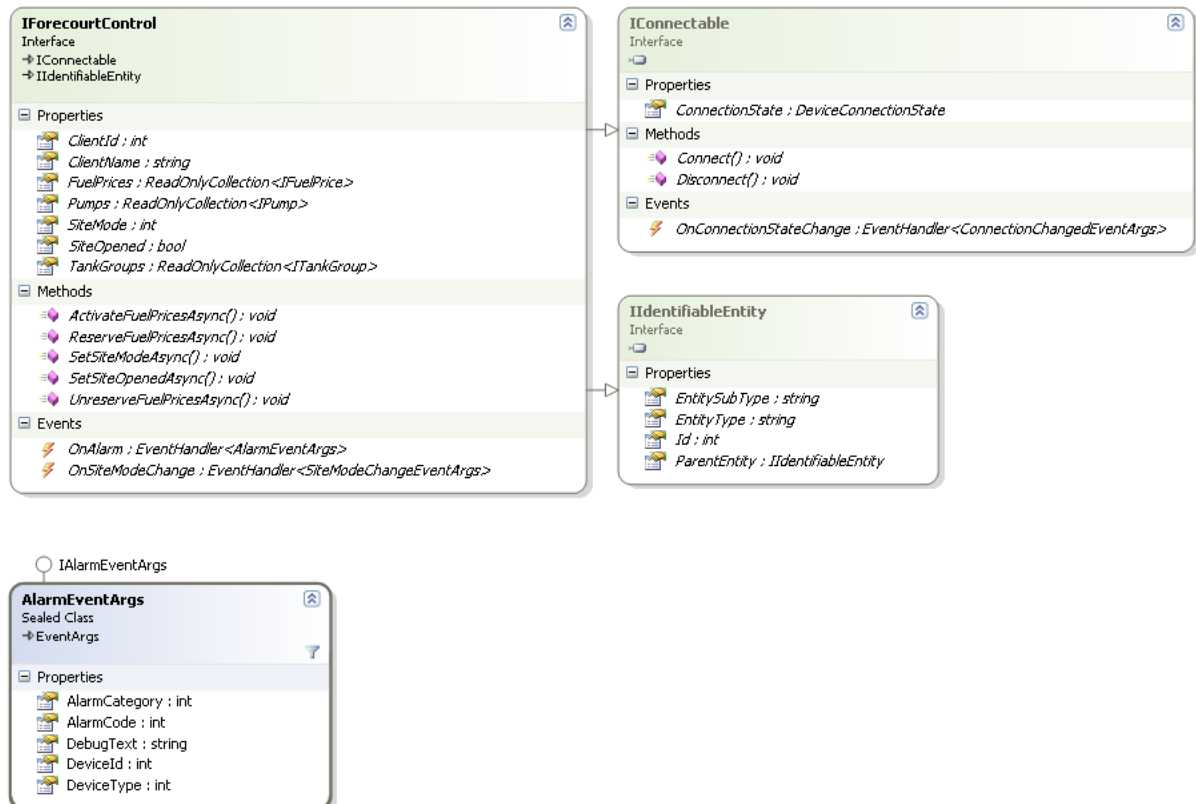 IForecourtControl
Interface
IConnectable
IIdentifiableEntity
Properties
ClientId : int
ClientName : string
FuelPrices : ReadOnlyCollection<IFuelPrice>
Pumps : ReadOnlyCollection<IPump>
SiteMode : int
SiteOpened : bool
TankGroups : ReadOnlyCollection<ITankGroup>
Methods
ActivateFuelPricesAsync() : void
ReserveFuelPricesAsync() : void
SetSiteModeAsync() : void
SetSiteOpenedAsync() : void
UnreserveFuelPricesAsync() : void
Events
OnAlarm : EventHandler<AlarmEventArgs>
OnSiteModeChange : EventHandler<SiteModeChangeEventArgs>
IConnectable
Interface
Properties
ConnectionState : DeviceConnectionState
Methods
Connect() : void
Disconnect() : void
Events
OnConnectionStateChange : EventHandler<ConnectionChangedEventArgs>
IIdentifiableEntity
Interface
Properties
EntitySubType : string
EntityType : string
Id : int
ParentEntity : IIdentifiableEntity
IAlarmEventArgs
AlarmEventArgs
Sealed Class
EventArgs
Properties
AlarmCategory : int
AlarmCode : int
DebugText : string
DeviceId : int
DeviceType : int